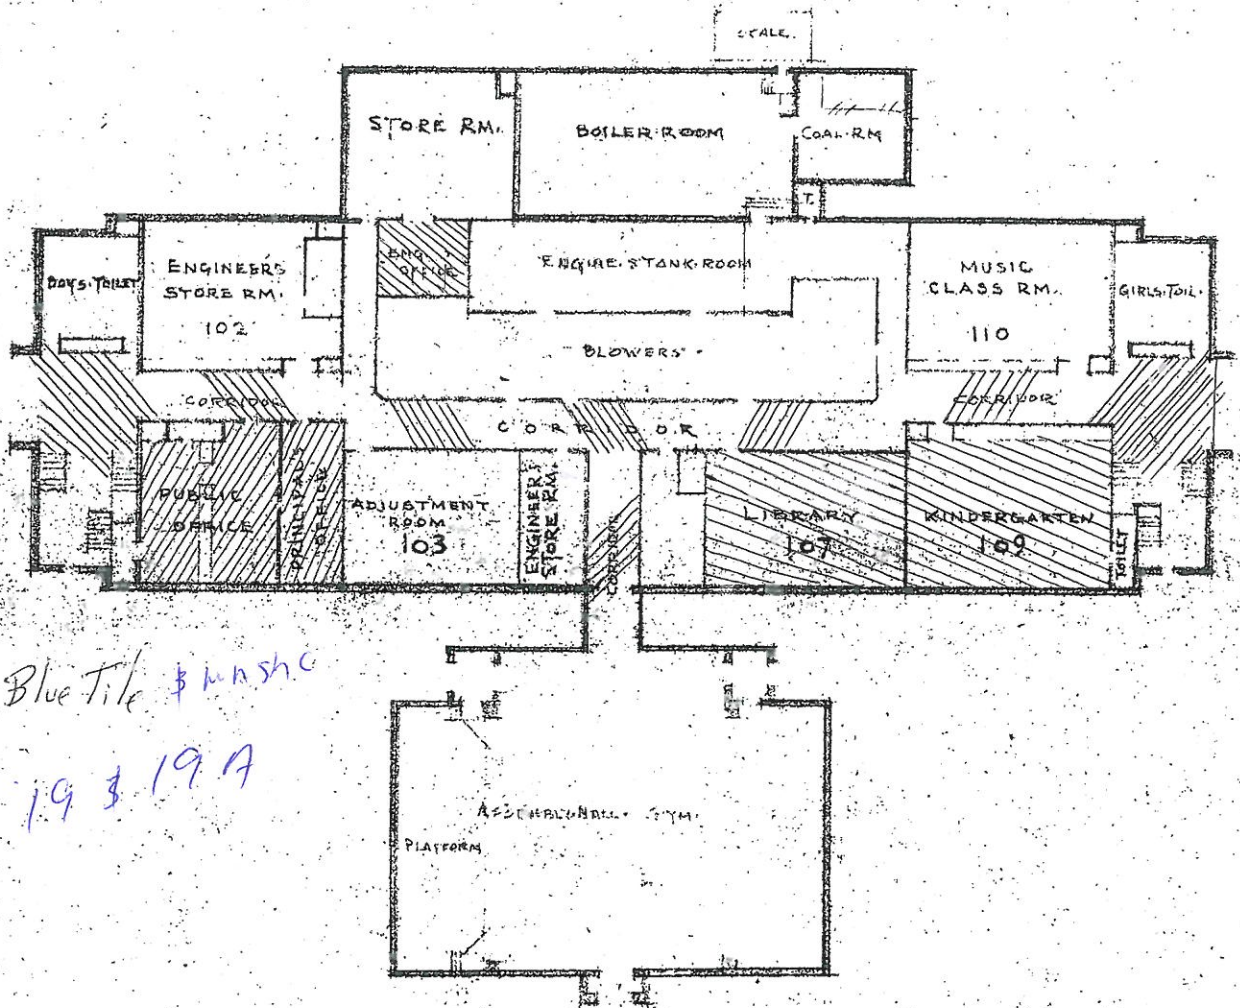 SCALE.
STORE RM.
BOILER ROOM
COAL RM
T.
BOYS TOILET
ENGINEER'S
STORE RM.
102
ENG.
OFFICE
ENGINE & TANK ROOM
MUSIC
CLASS RM.
110
GIRLS TOIL.
BLOWERS
CORRIDOR
CORRIDOR
CORRIDOR
PUBLIC
OFFICE
PRINCIPAL'S
OFFICE
ADJUSTMENT
ROOM
103
ENGINEER
STORE RM.
CORRIDOR
LIBRARY
107
KINDERGARTEN
109
TOILET
Blue Tile
19 & 19 A
ASSEMBLY HALL - GYM.
PLATFORM